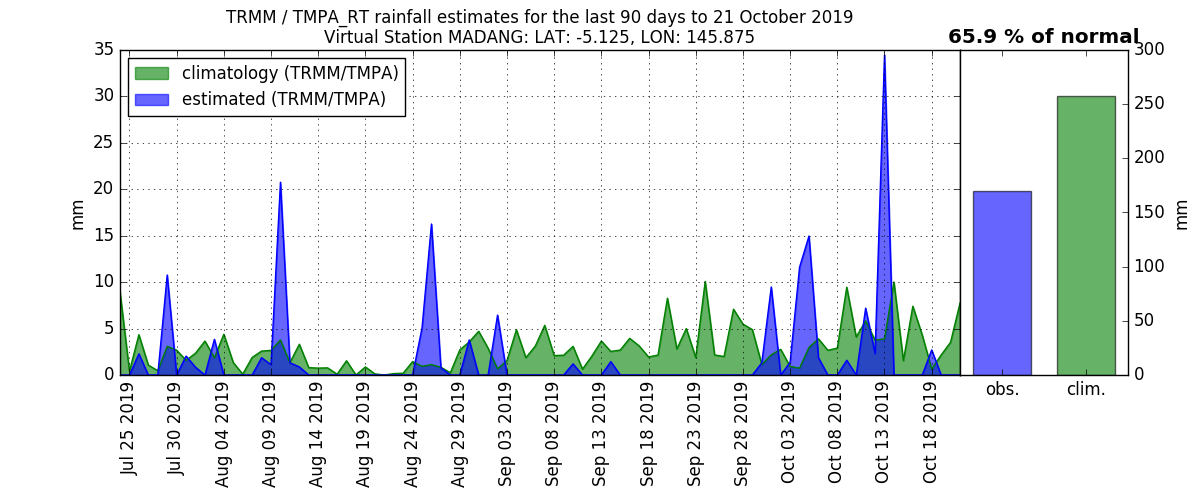 TRMM / TMPA_RT rainfall estimates for the last 90 days to 21 October 2019
Virtual Station MADANG: LAT: -5.125, LON: 145.875
65.9 % of normal
climatology (TRMM/TMPA)
estimated (TRMM/TMPA)
35
30
25
20
15
10
5
0
mm
Jul 25 2019
Jul 30 2019
Aug 04 2019
Aug 09 2019
Aug 14 2019
Aug 19 2019
Aug 24 2019
Aug 29 2019
Sep 03 2019
Sep 08 2019
Sep 13 2019
Sep 18 2019
Sep 23 2019
Sep 28 2019
Oct 03 2019
Oct 08 2019
Oct 13 2019
Oct 18 2019
obs.
clim.
300
250
200
150
100
50
0
mm